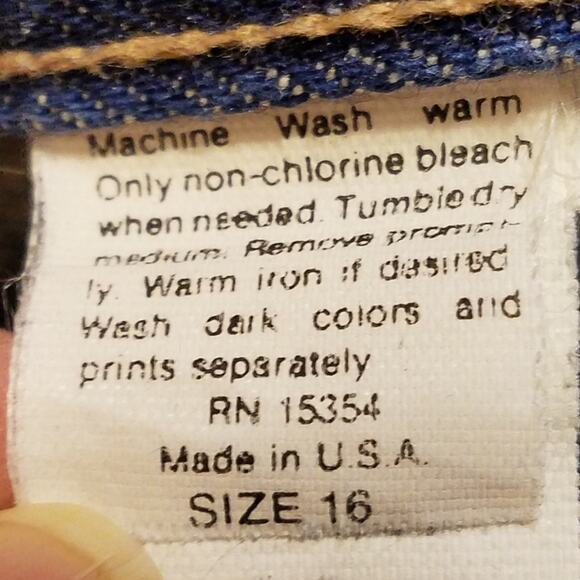 Machine Wash warm
Only non-chlorine bleach
when needed. Tumble dry
medium. Remove prompt-
ly. Warm iron if desired
Wash dark colors and
prints separately
RN 15354
Made in U.S.A.
SIZE 16